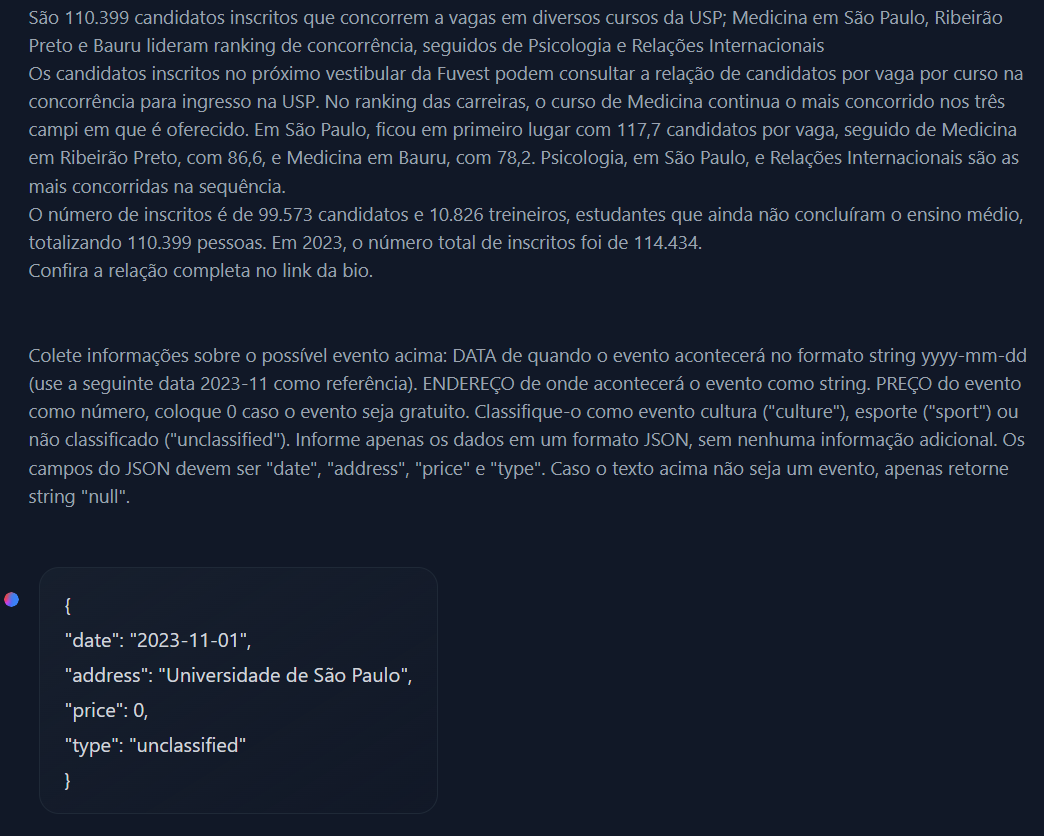 São 110.399 candidatos inscritos que concorrem a vagas em diversos cursos da USP; Medicina em São Paulo, Ribeirão
Preto e Bauru lideram ranking de concorrência, seguidos de Psicologia e Relações Internacionais
Os candidatos inscritos no próximo vestibular da Fuvest podem consultar a relação de candidatos por vaga por curso na
concorrência para ingresso na USP. No ranking das carreiras, o curso de Medicina continua o mais concorrido nos três
campi em que é oferecido. Em São Paulo, ficou em primeiro lugar com 117,7 candidatos por vaga, seguido de Medicina
em Ribeirão Preto, com 86,6, e Medicina em Bauru, com 78,2. Psicologia, em São Paulo, e Relações Internacionais são as
mais concorridas na sequência.
O número de inscritos é de 99.573 candidatos e 10.826 treineiros, estudantes que ainda não concluíram o ensino médio,
totalizando 110.399 pessoas. Em 2023, o número total de inscritos foi de 114.434.
Confira a relação completa no link da bio.
Colete informações sobre o possível evento acima: DATA de quando o evento acontecerá no formato string yyyy-mm-dd
(use a seguinte data 2023-11 como referência). ENDEREÇO de onde acontecerá o evento como string. PREÇO do evento
como número, coloque 0 caso o evento seja gratuito. Classifique-o como evento cultura ("culture"), esporte ("sport") ou
não classificado ("unclassified"). Informe apenas os dados em um formato JSON, sem nenhuma informação adicional. Os
campos do JSON devem ser "date", "address", "price" e "type". Caso o texto acima não seja um evento, apenas retorne
string "null".
{
"date": "2023-11-01",
"address": "Universidade de São Paulo",
"price": 0,
"type": "unclassified"
}